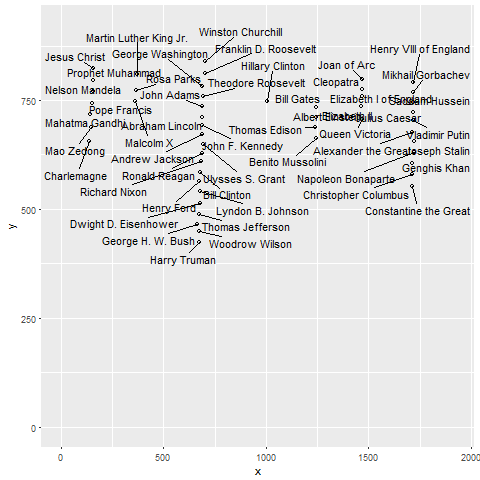 Winston Churchill
Martin Luther King Jr.
George Washington
Franklin D. Roosevelt
Henry VIII of England
Jesus Christ
Hillary Clinton
Joan of Arc
Prophet Muhammad
Rosa Parks
Theodore Roosevelt
Cleopatra
Mikhail Gorbachev
Nelson Mandela
John Adams
Bill Gates
Elizabeth I of England
Saddam Hussein
750
Pope Francis
Albert Einstein
Elizabeth II
Julius Caesar
Mahatma Gandhi
Abraham Lincoln
Thomas Edison
Queen Victoria
Vladimir Putin
Malcolm X
John F. Kennedy
Mao Zedong
Andrew Jackson
Benito Mussolini
Alexander the Great
Joseph Stalin
Charlemagne
Ronald Reagan
Ulysses S. Grant
Napoleon Bonaparte
Genghis Khan
Richard Nixon
Bill Clinton
Christopher Columbus
500
Henry Ford
Lyndon B. Johnson
Constantine the Great
Dwight D. Eisenhower
Thomas Jefferson
George H. W. Bush
Woodrow Wilson
Harry Truman
y
250
0
0 500 1000 1500 2000
x